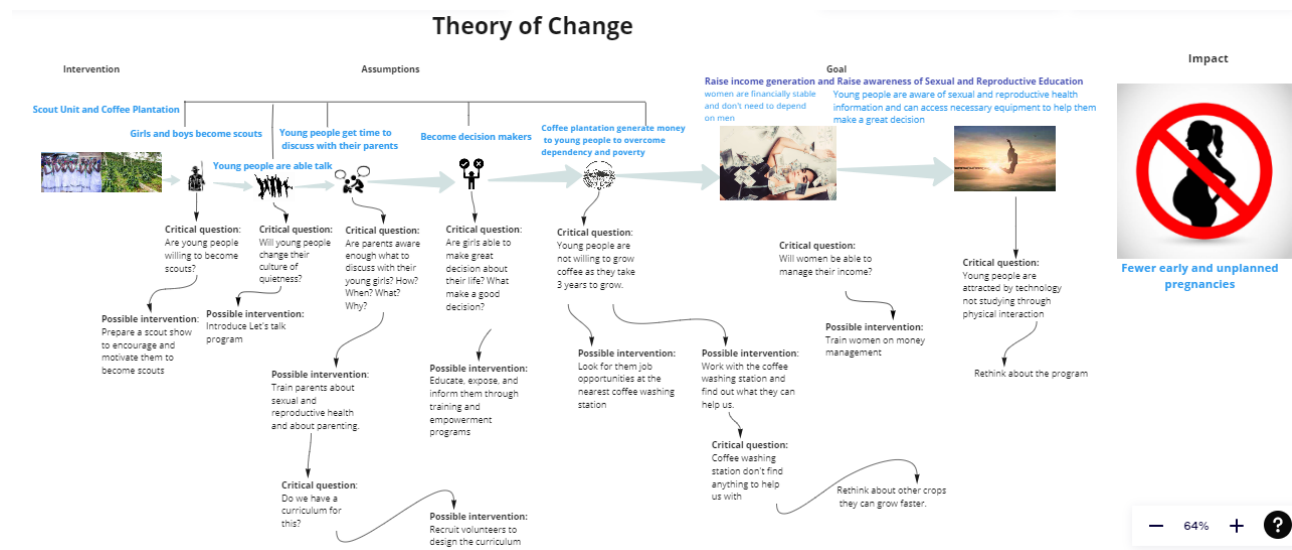 Theory of Change
Intervention
Assumptions
Goal
Impact
Scout Unit and Coffee Plantation
Girls and boys become scouts
Young people are able talk
Young people get time to
discuss with their parents
Become decision makers
Coffee plantation generate money
to young people to overcome
dependency and poverty
Raise income generation and Raise awareness of Sexual and Reproductive Education
women are financially stable
and don't need to depend
on men
Young people are aware of sexual and reproductive health
information and can access necessary equipment to help them
make a great decision
Fewer early and unplanned
pregnancies
Critical question:
Are young people
willing to become
scouts?
Possible intervention:
Prepare a scout show
to encourage and
motivate them to
become scouts
Critical question:
Will young people
change their
culture of
quietness?
Possible intervention:
Introduce Let's talk
program
Critical question:
Are parents aware
enough what to
discuss with their
young girls? How?
When? What?
Why?
Possible intervention:
Train parents about
sexual and
reproductive health
and about parenting.
Critical question:
Do we have a
curriculum for
this?
Possible intervention:
Recruit volunteers to
design the curriculum
Critical question:
Are girls able to
make great
decision about
their life? What
make a good
decision?
Possible intervention:
Educate, expose, and
inform them through
training and
empowerment
programs
Critical question:
Young people are
not willing to grow
coffee as they take
3 years to grow.
Possible intervention:
Look for them job
opportunities at the
nearest coffee washing
station
Possible intervention:
Work with the coffee
washing station and
find out what they can
help us.
Critical question:
Coffee washing
station don't find
anything to help
us with
Rethink about other crops
they can grow faster.
Critical question:
Will women be able to
manage their income?
Possible intervention:
Train women on money
management
Critical question:
Young people are
attracted by technology
not studying through
physical interaction
Rethink about the program
64%
?